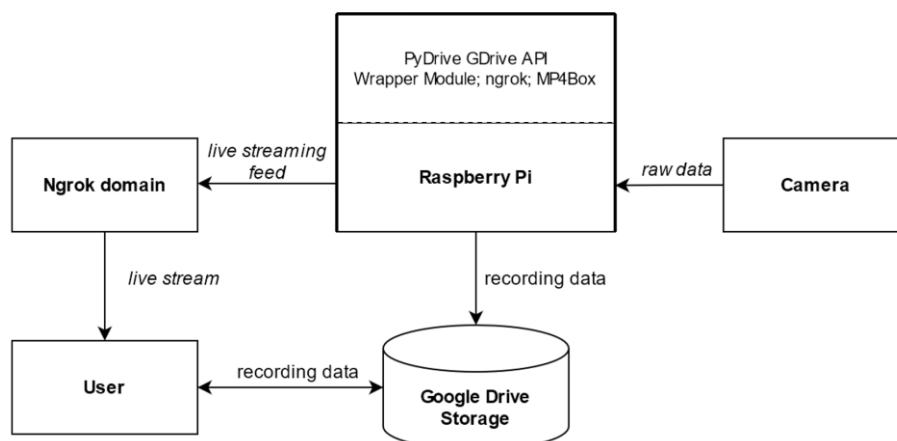 PyDrive GDrive API
Wrapper Module; ngrok; MP4Box
Ngrok domain
live streaming
feed
Raspberry Pi
raw data
Camera
live stream
recording data
User
recording data
Google Drive
Storage